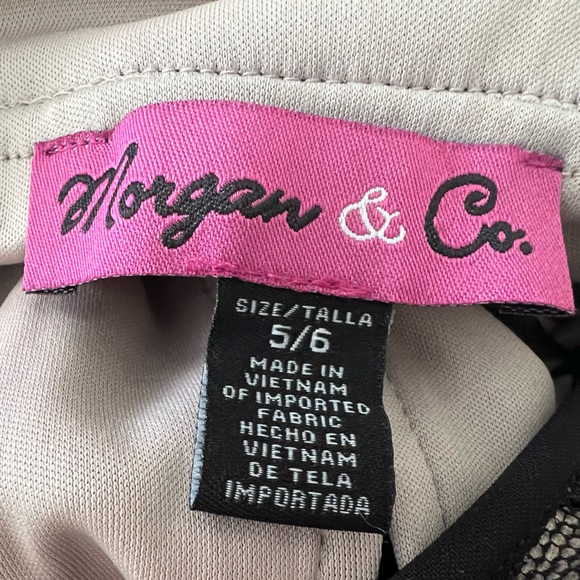 Morgan & Co.
SIZE/TALLA
5/6
MADE IN
VIETNAM
OF IMPORTED
FABRIC
HECHO EN
VIETNAM
DE TELA
IMPORTADA